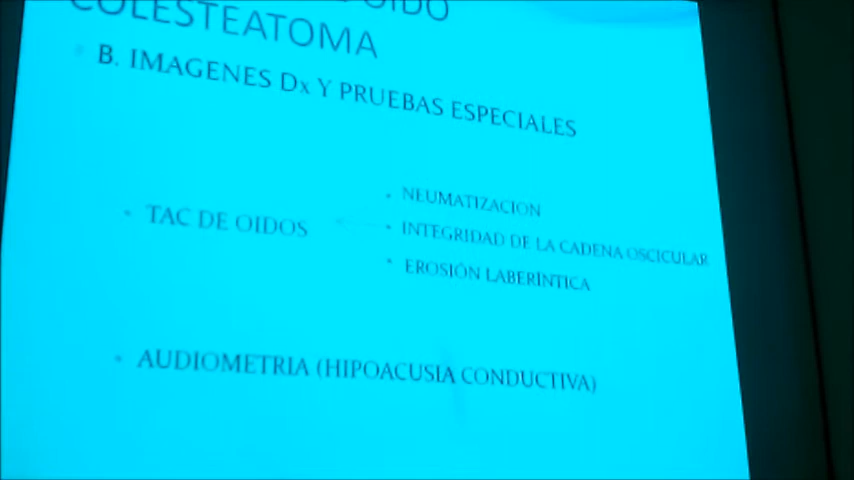 OIDO
COLESTEATOMA
B. IMAGENES Dx Y PRUEBAS ESPECIALES
• NEUMATIZACION
• TAC DE OIDOS
• INTEGRIDAD DE LA CADENA OSCICULAR
• EROSIÓN LABERÍNTICA
• AUDIOMETRIA (HIPOACUSIA CONDUCTIVA)